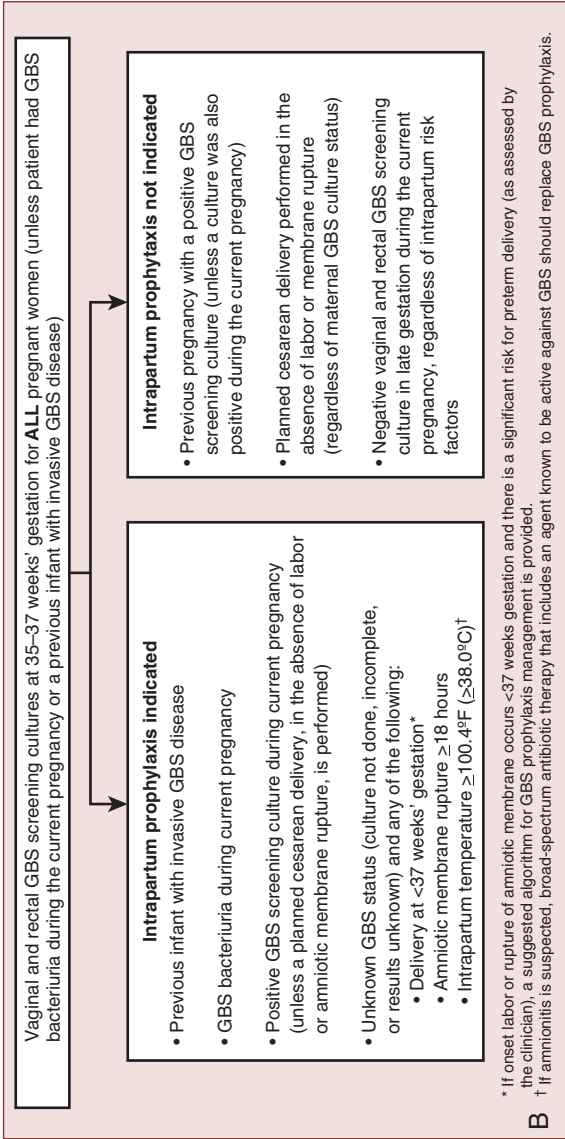 Vaginal and rectal GBS screening cultures at 35–37 weeks' gestation for ALL pregnant women (unless patient had GBS
bacteriuria during the current pregnancy or a previous infant with invasive GBS disease)
Intrapartum prophylaxis indicated
• Previous infant with invasive GBS disease
• GBS bacteriuria during current pregnancy
• Positive GBS screening culture during current pregnancy
(unless a planned cesarean delivery, in the absence of labor
or amniotic membrane rupture, is performed)
• Unknown GBS status (culture not done, incomplete,
or results unknown) and any of the following:
• Delivery at <37 weeks' gestation*
• Amniotic membrane rupture ≥18 hours
• Intrapartum temperature ≥100.4ºF (≥38.0ºC)†
Intrapartum prophytaxis not indicated
• Previous pregnancy with a positive GBS
screening culture (unless a culture was also
positive during the current pregnancy)
• Planned cesarean delivery performed in the
absence of labor or membrane rupture
(regardless of maternal GBS culture status)
• Negative vaginal and rectal GBS screening
culture in late gestation during the current
pregnancy, regardless of intrapartum risk
factors
* If onset labor or rupture of amniotic membrane occurs <37 weeks gestation and there is a significant risk for preterm delivery (as assessed by
the clinician), a suggested algorithm for GBS prophylaxis management is provided.
† If amnionitis is suspected, broad-spectrum antibiotic therapy that includes an agent known to be active against GBS should replace GBS prophylaxis.
B